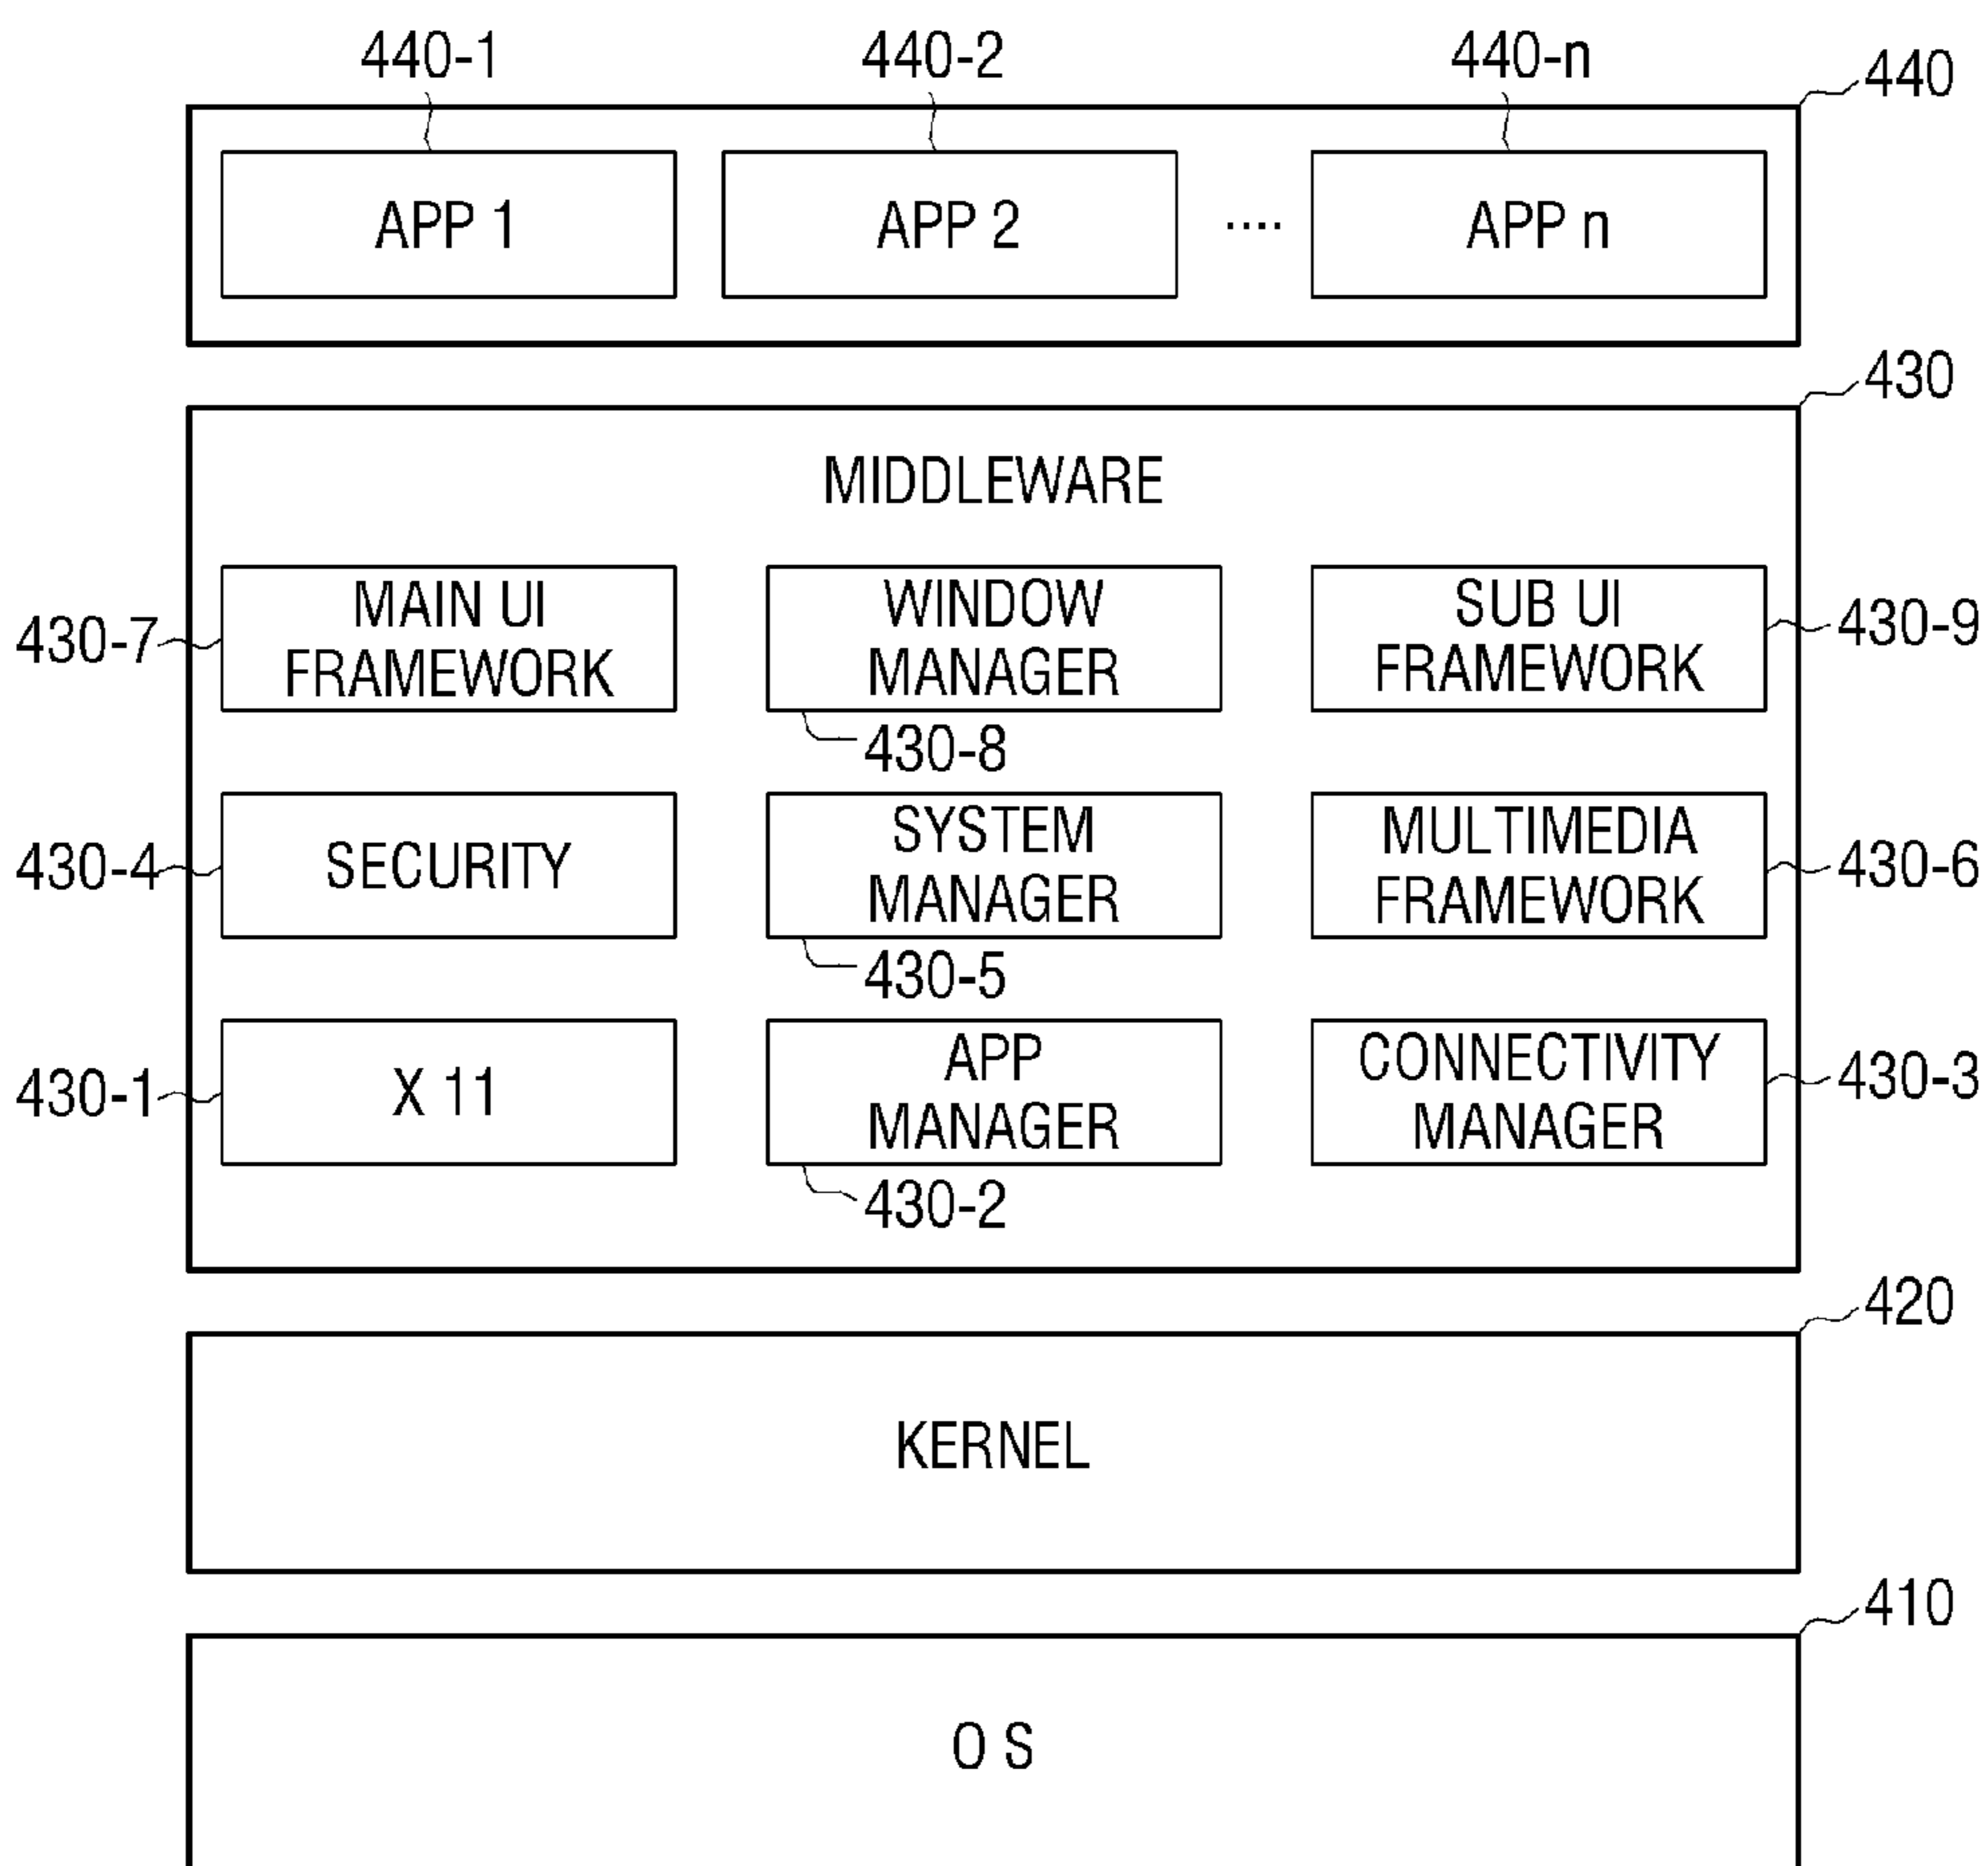 440-1 440-2 440-n 440
APP 1 APP 2 .... APP n
430
MIDDLEWARE
430-7 MAIN UI FRAMEWORK
WINDOW MANAGER
430-8
SUB UI FRAMEWORK 430-9
430-4 SECURITY
SYSTEM MANAGER
430-5
MULTIMEDIA FRAMEWORK 430-6
430-1 X 11
APP MANAGER
430-2
CONNECTIVITY MANAGER 430-3
420
KERNEL
410
O S